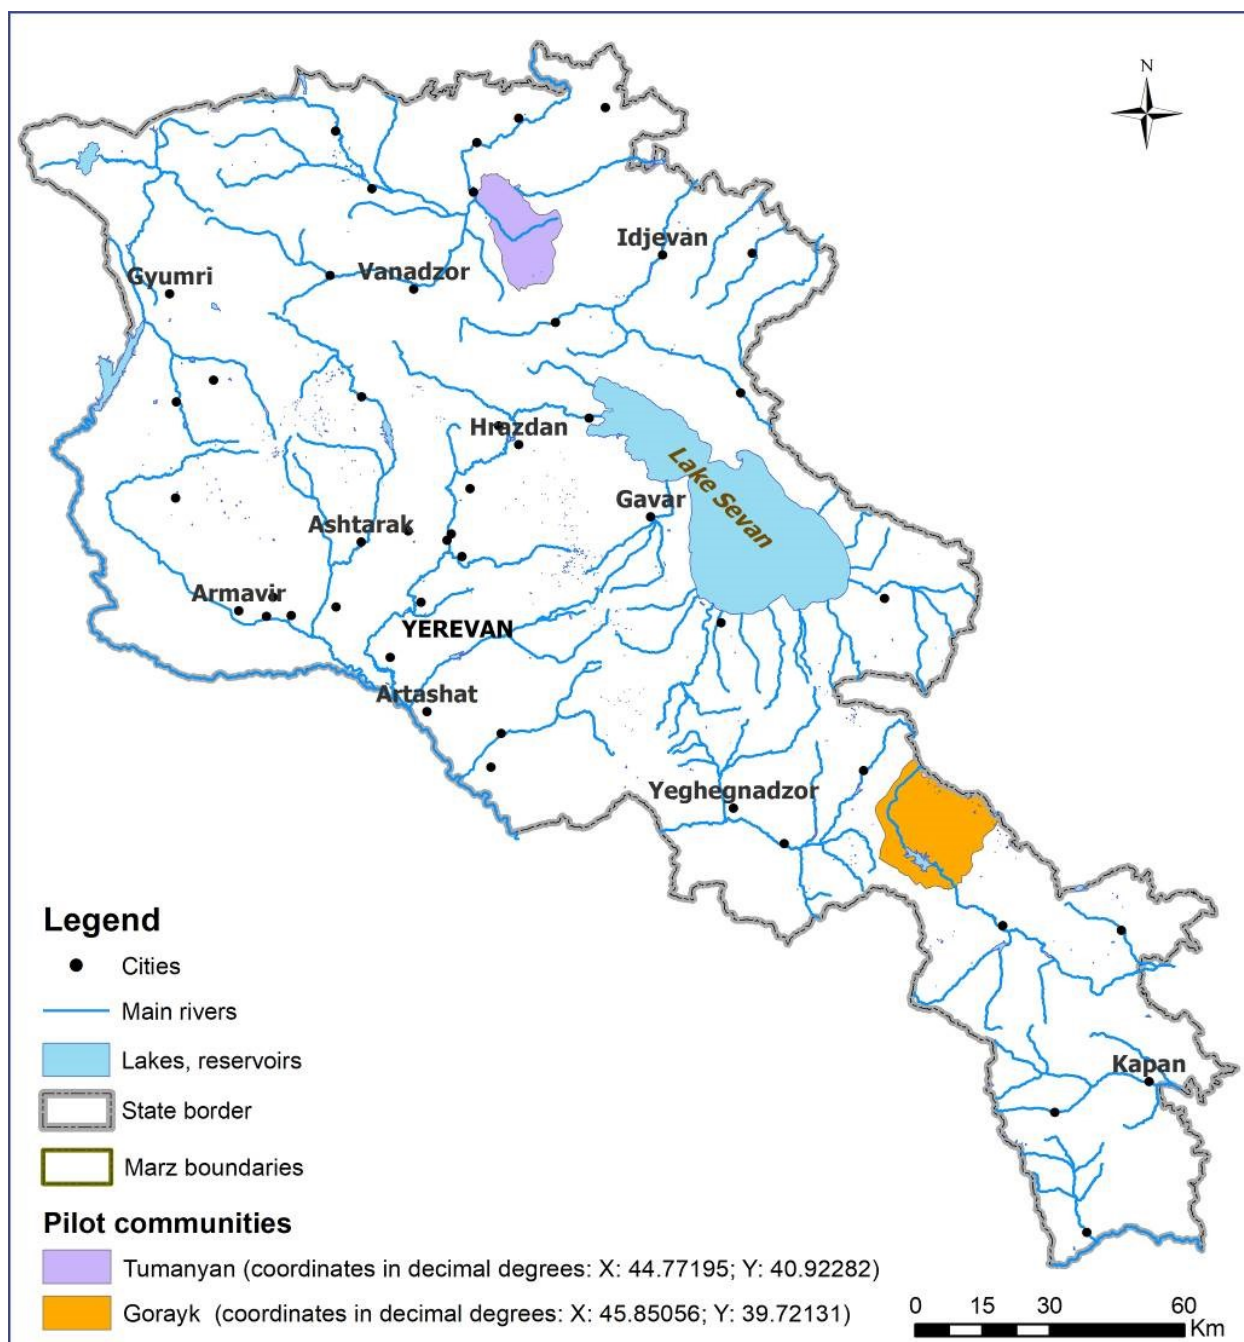 N
Idjevan
Gyumri
Vanadzor
Hrazdan
Lake Sevan
Gavar
Ashtarak
Armavir
YEREVAN
Artashat
Yeghegnadzor
Kapan
Legend
Cities
Main rivers
Lakes, reservoirs
State border
Marz boundaries
Pilot communities
Tumanyan (coordinates in decimal degrees: X: 44.77195; Y: 40.92282)
Gorayk (coordinates in decimal degrees: X: 45.85056; Y: 39.72131)
0 15 30 60
Km